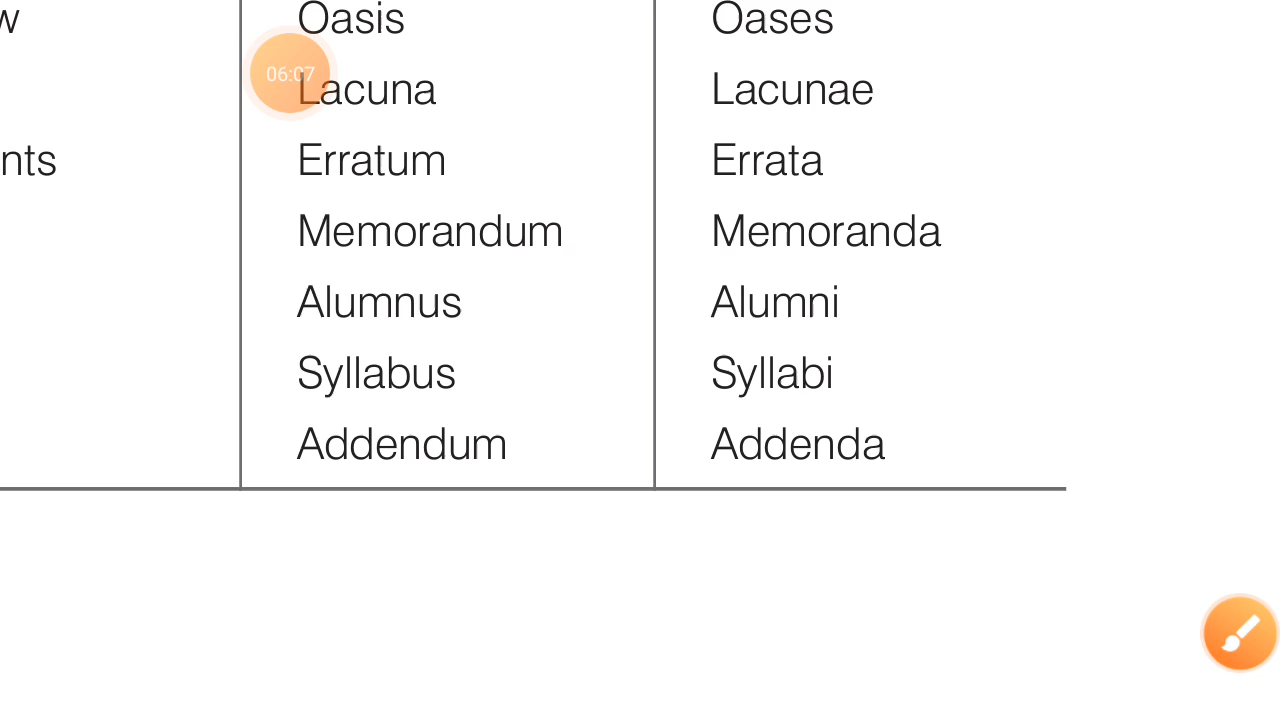 w Oasis Oases
06:07
Lacuna Lacunae
nts Erratum Errata
Memorandum Memoranda
Alumnus Alumni
Syllabus Syllabi
Addendum Addenda